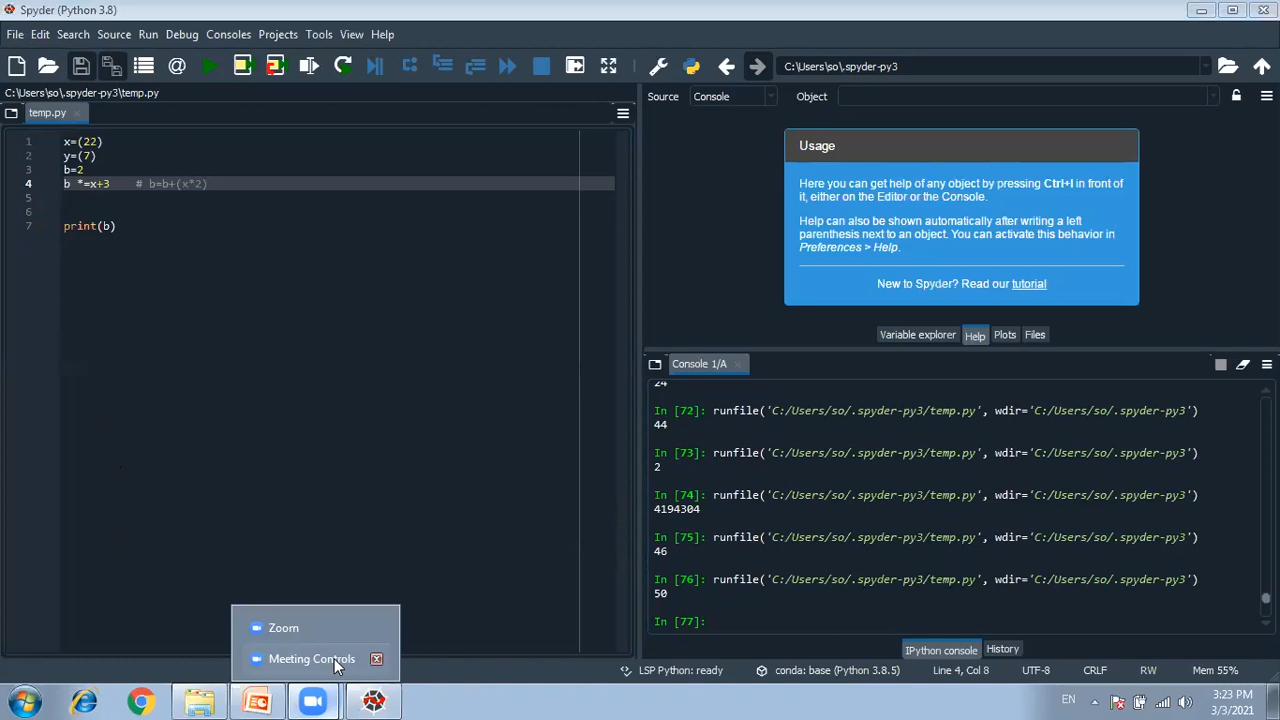 Spyder (Python 3.8)
File Edit Search Source Run Debug Consoles Projects Tools View Help
C:\Users\so\.spyder-py3
C:\Users\so\.spyder-py3\temp.py
Source Console Object
temp.py
1 x=(22)
2 y=(7)
3 b=2
4 b *=x+3 # b=b+(x*2)
5
6
7 print(b)
Usage
Here you can get help of any object by pressing Ctrl+I in front of
it, either on the Editor or the Console.
Help can also be shown automatically after writing a left
parenthesis next to an object. You can activate this behavior in
Preferences > Help.
New to Spyder? Read our tutorial
Variable explorer Help Plots Files
Console 1/A
24
In [72]: runfile('C:/Users/so/.spyder-py3/temp.py', wdir='C:/Users/so/.spyder-py3')
44
In [73]: runfile('C:/Users/so/.spyder-py3/temp.py', wdir='C:/Users/so/.spyder-py3')
2
In [74]: runfile('C:/Users/so/.spyder-py3/temp.py', wdir='C:/Users/so/.spyder-py3')
4194304
In [75]: runfile('C:/Users/so/.spyder-py3/temp.py', wdir='C:/Users/so/.spyder-py3')
46
In [76]: runfile('C:/Users/so/.spyder-py3/temp.py', wdir='C:/Users/so/.spyder-py3')
50
In [77]:
IPython console History
Zoom
Meeting Controls
LSP Python: ready conda: base (Python 3.8.5) Line 4, Col 8 UTF-8 CRLF RW Mem 55%
EN 3:23 PM
3/3/2021